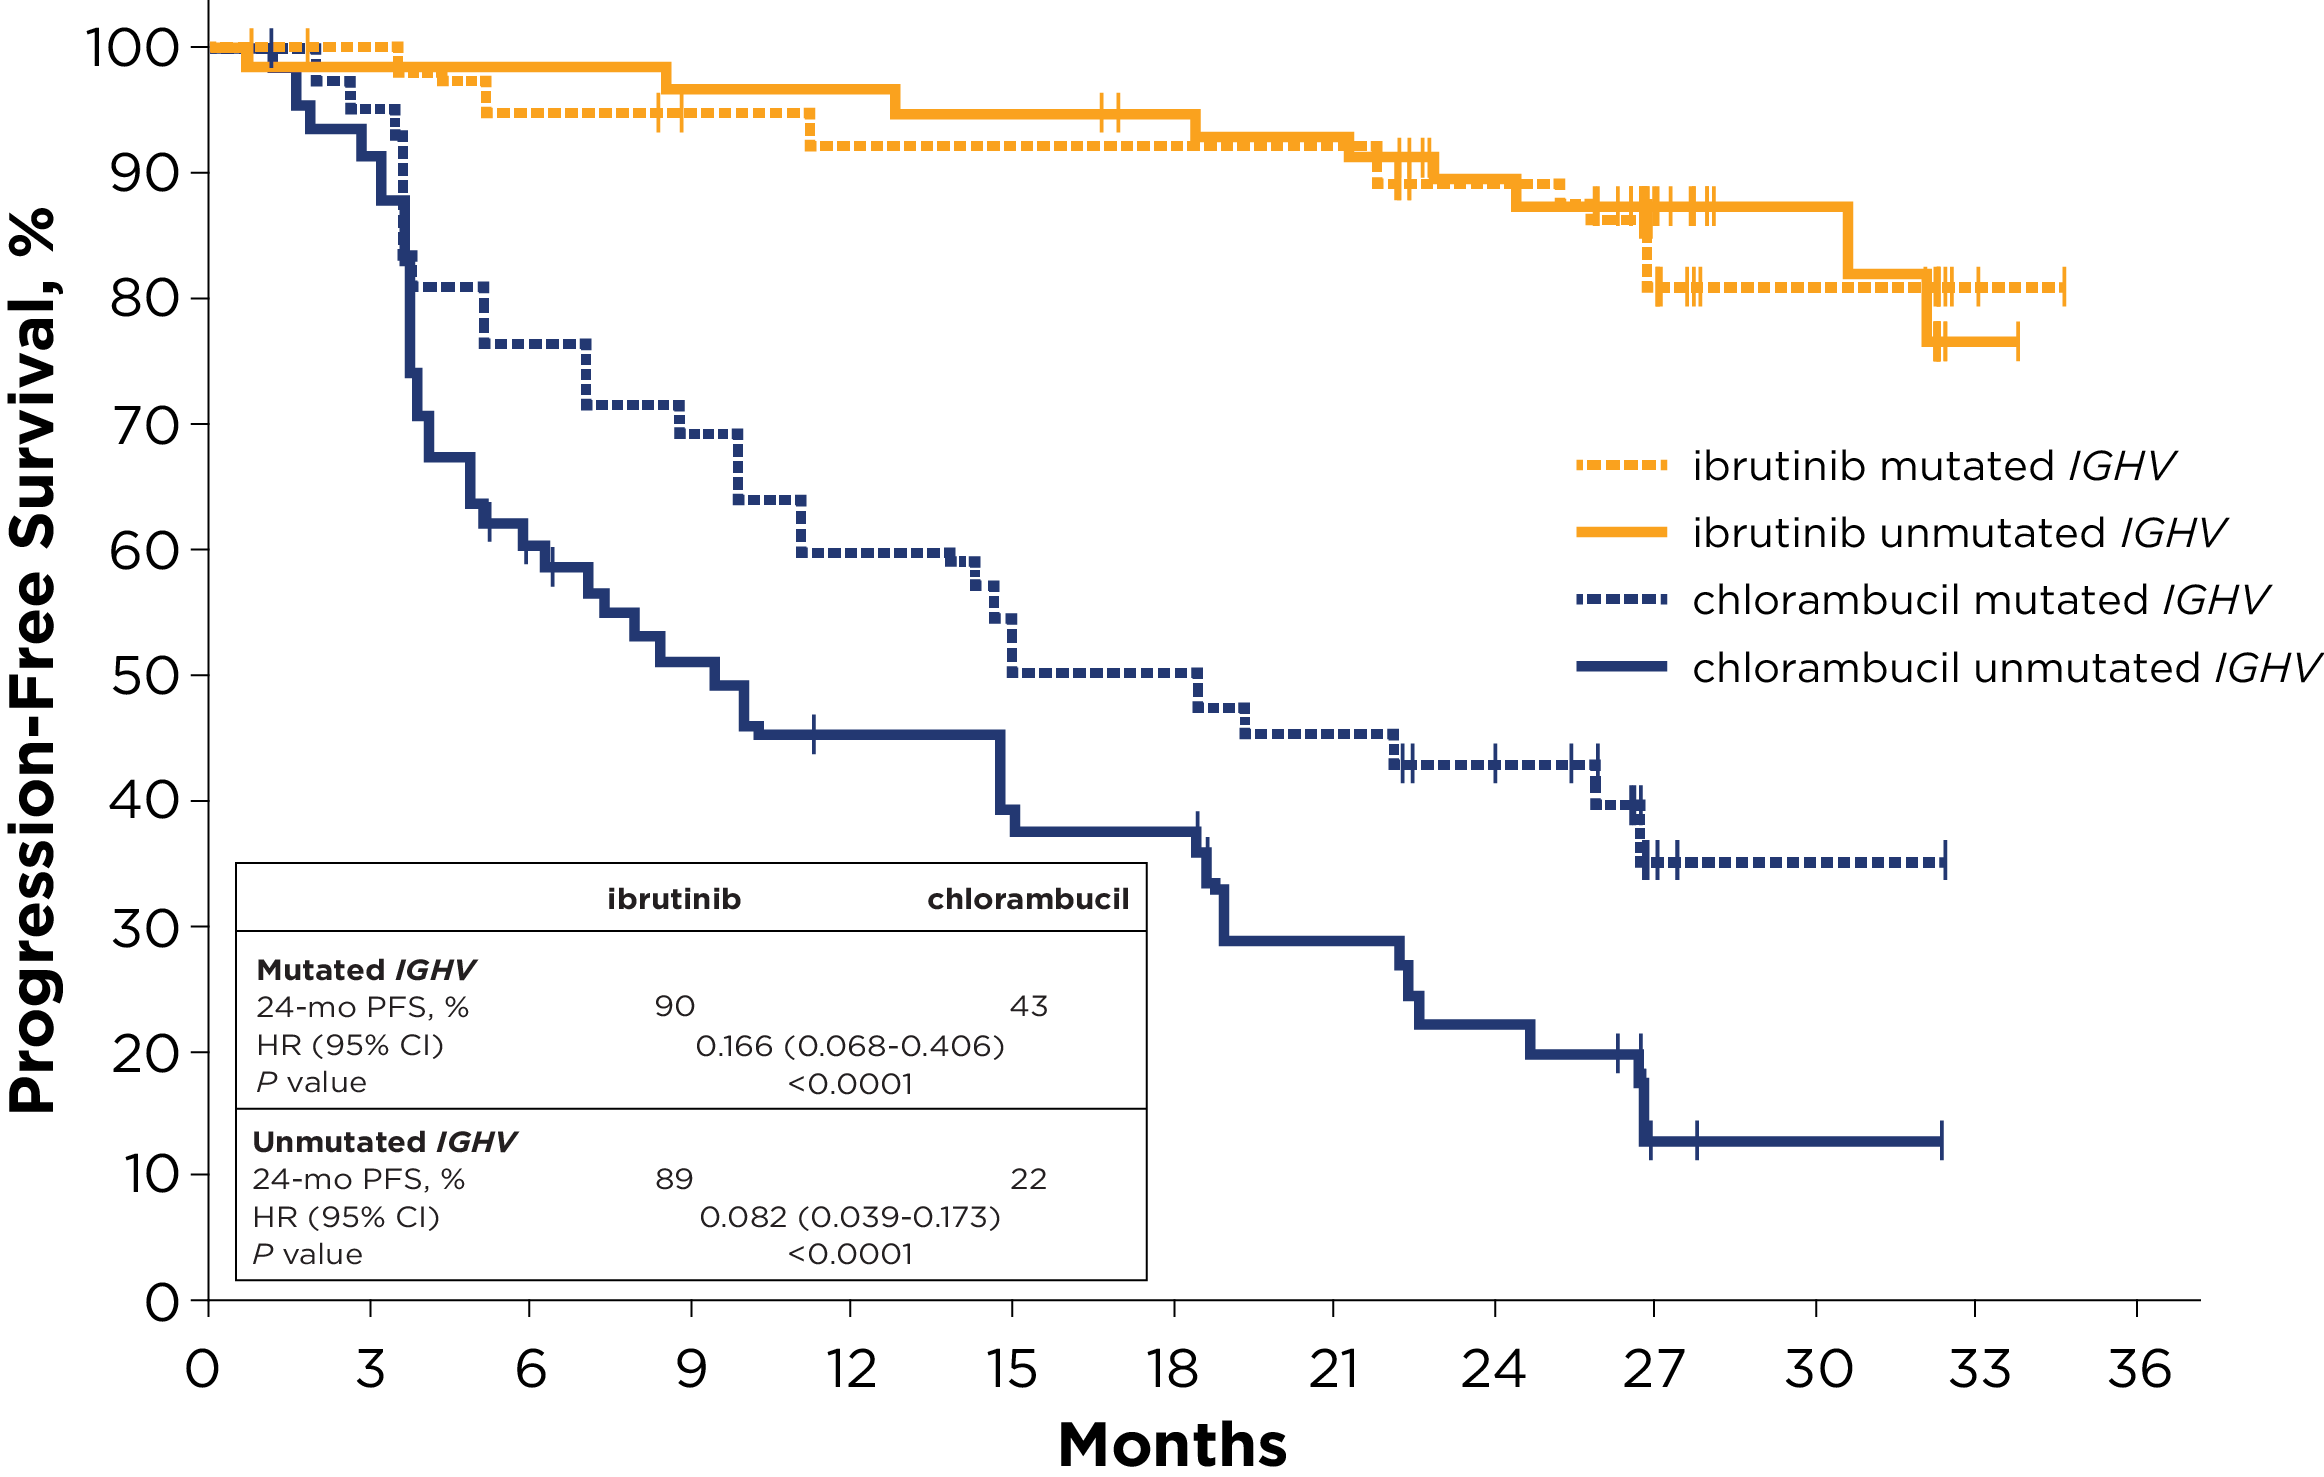 Progression-Free Survival, %
100
90
80
70
60
50
40
30
20
10
0
ibrutinib mutated IGHV
ibrutinib unmutated IGHV
chlorambucil mutated IGHV
chlorambucil unmutated IGHV
ibrutinib chlorambucil
Mutated IGHV
24-mo PFS, % 90 43
HR (95% CI) 0.166 (0.068-0.406)
P value <0.0001
Unmutated IGHV
24-mo PFS, % 89 22
HR (95% CI) 0.082 (0.039-0.173)
P value <0.0001
0 3 6 9 12 15 18 21 24 27 30 33 36
Months